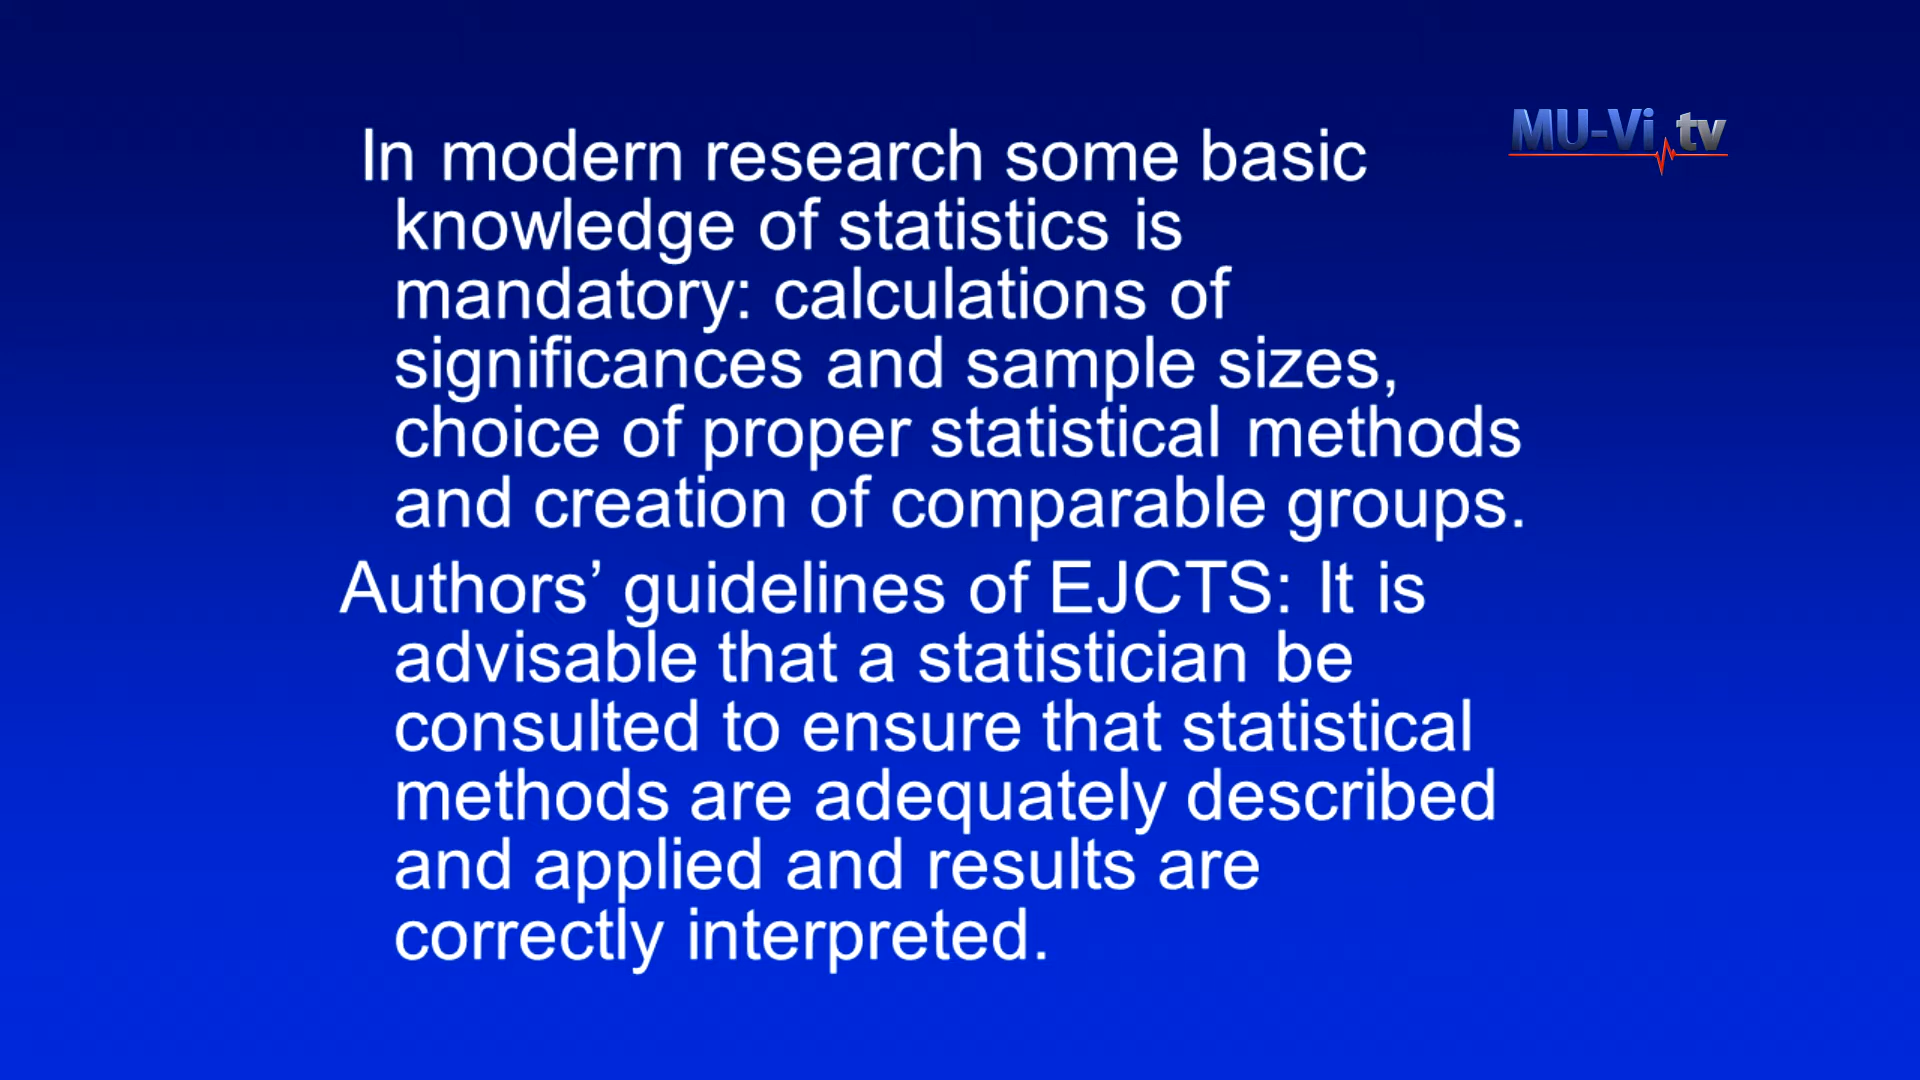 MU-Vi tv
In modern research some basic
knowledge of statistics is
mandatory: calculations of
significances and sample sizes,
choice of proper statistical methods
and creation of comparable groups.
Authors’ guidelines of EJCTS: It is
advisable that a statistician be
consulted to ensure that statistical
methods are adequately described
and applied and results are
correctly interpreted.